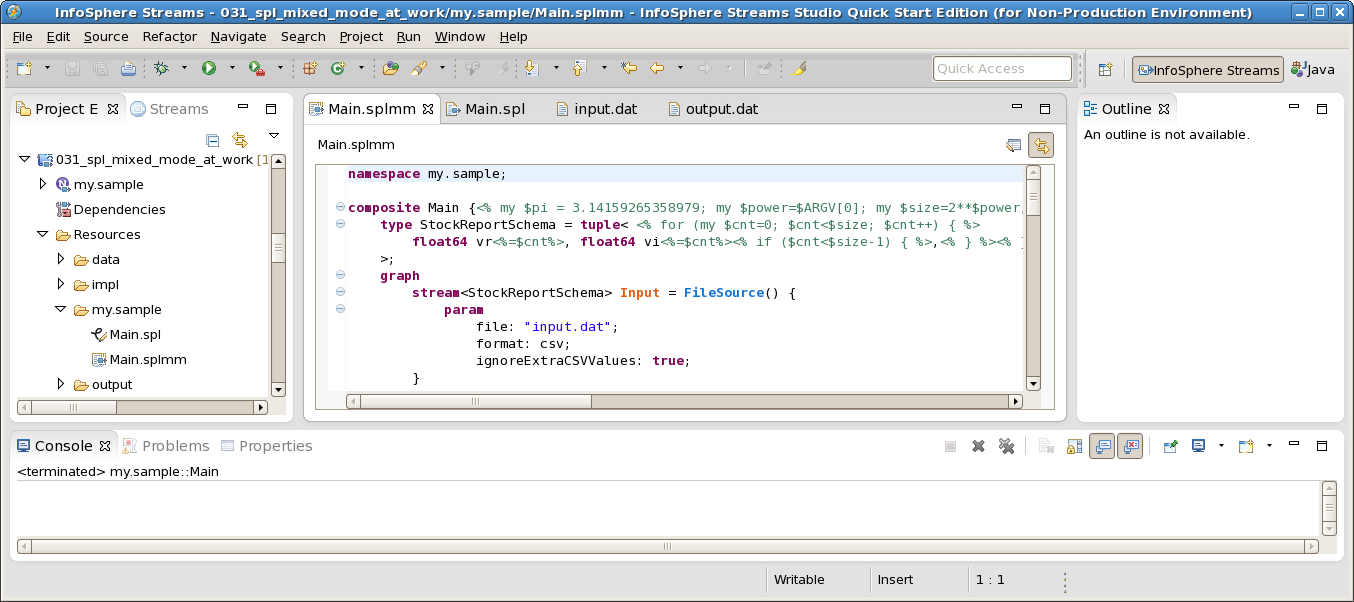 InfoSphere Streams - 031_spl_mixed_mode_at_work/my.sample/Main.splmm - InfoSphere Streams Studio Quick Start Edition (for Non-Production Environment)
File Edit Source Refactor Navigate Search Project Run Window Help
Quick Access
InfoSphere Streams
Java
Project E
Streams
031_spl_mixed_mode_at_work [1
my.sample
Dependencies
Resources
data
impl
my.sample
Main.spl
Main.splmm
output
Main.splmm
Main.spl
input.dat
output.dat
Main.splmm
namespace my.sample;
composite Main {<% my $pi = 3.14159265358979; my $power=$ARGV[0]; my $size=2**$power
type StockReportSchema = tuple< <% for (my $cnt=0; $cnt<$size; $cnt++) { %>
float64 vr<%=$cnt%>, float64 vi<%=$cnt%><% if ($cnt<$size-1) { %>,<% } %><% }
>;
graph
stream<StockReportSchema> Input = FileSource() {
param
file: "input.dat";
format: csv;
ignoreExtraCSVValues: true;
}
Outline
An outline is not available.
Console
Problems
Properties
<terminated> my.sample::Main
Writable
Insert
1 : 1